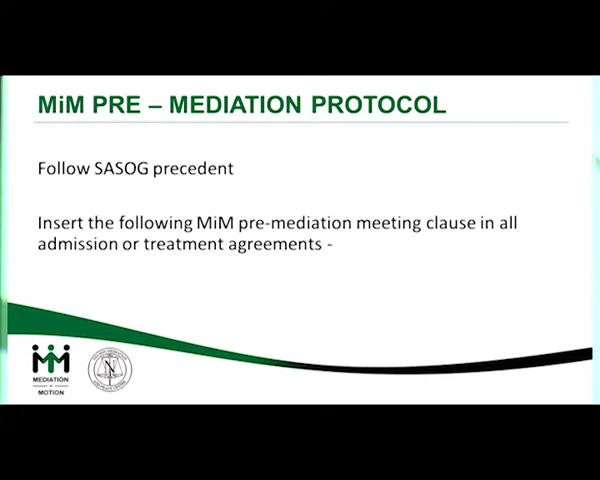 MiM PRE – MEDIATION PROTOCOL
Follow SASOG precedent
Insert the following MiM pre-mediation meeting clause in all
admission or treatment agreements -
MEDIATION
MOTION